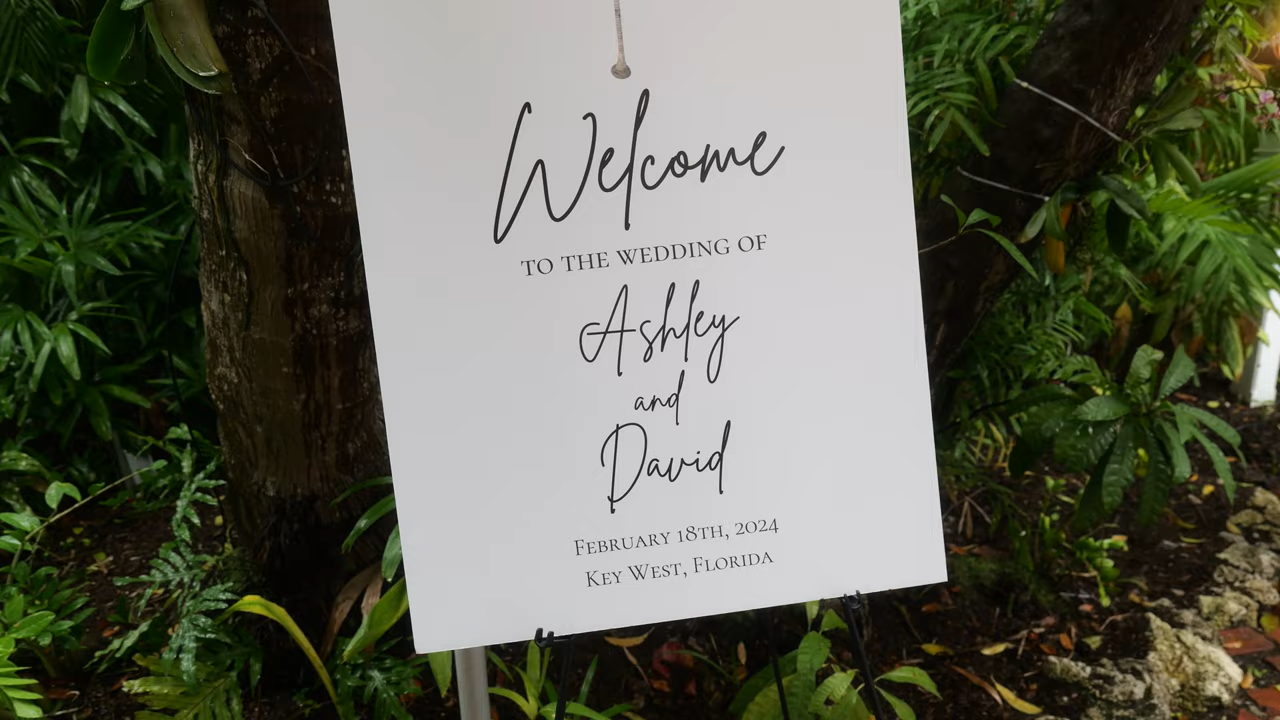 Welcome
TO THE WEDDING OF
Ashley
and
David
FEBRUARY 18TH, 2024
KEY WEST, FLORIDA